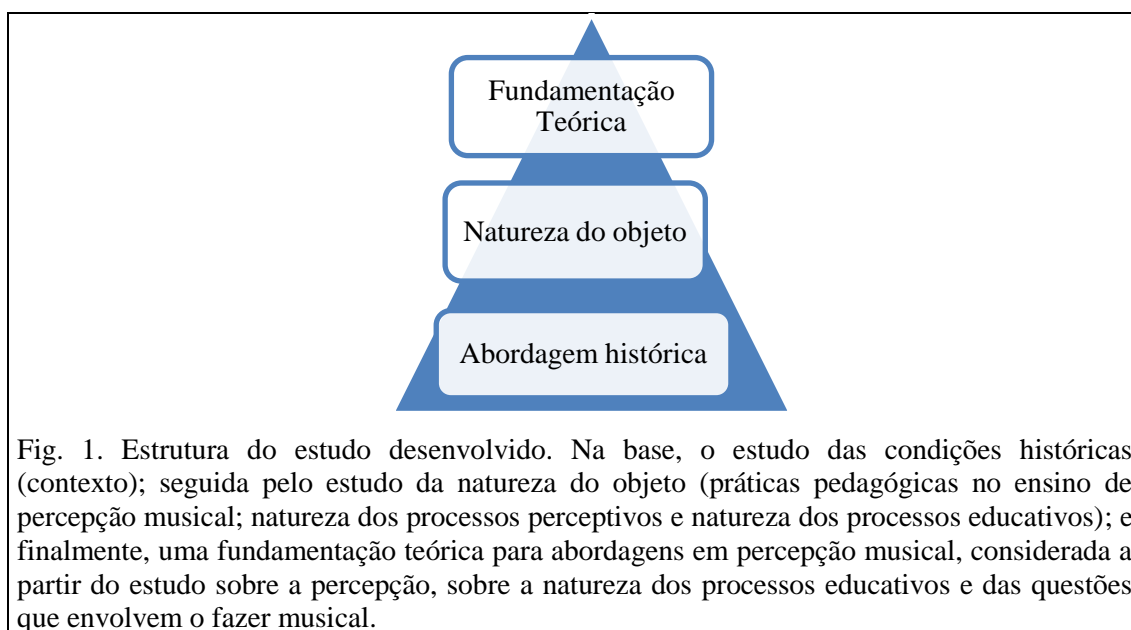 Fundamentação
Teórica
Natureza do objeto
Abordagem histórica
Fig. 1. Estrutura do estudo desenvolvido. Na base, o estudo das condições históricas
(contexto); seguida pelo estudo da natureza do objeto (práticas pedagógicas no ensino de
percepção musical; natureza dos processos perceptivos e natureza dos processos educativos); e
finalmente, uma fundamentação teórica para abordagens em percepção musical, considerada a
partir do estudo sobre a percepção, sobre a natureza dos processos educativos e das questões
que envolvem o fazer musical.